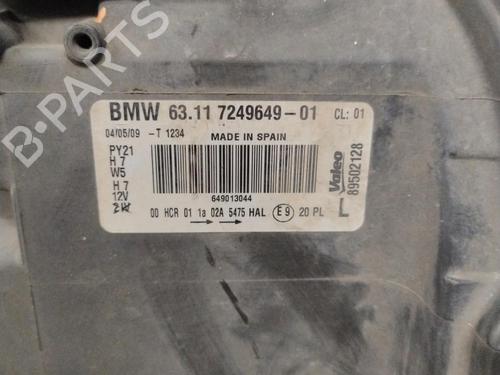 BMW 63.11 7249649-01 CL: 01
04/05/09 -T 1234 MADE IN SPAIN
PY21
H 7
W5
H 7
12V
649013044
00 HCR 01 1a 02A 5475 HAL E9 20 PL
Valeo
89502128
L
B-PARTS